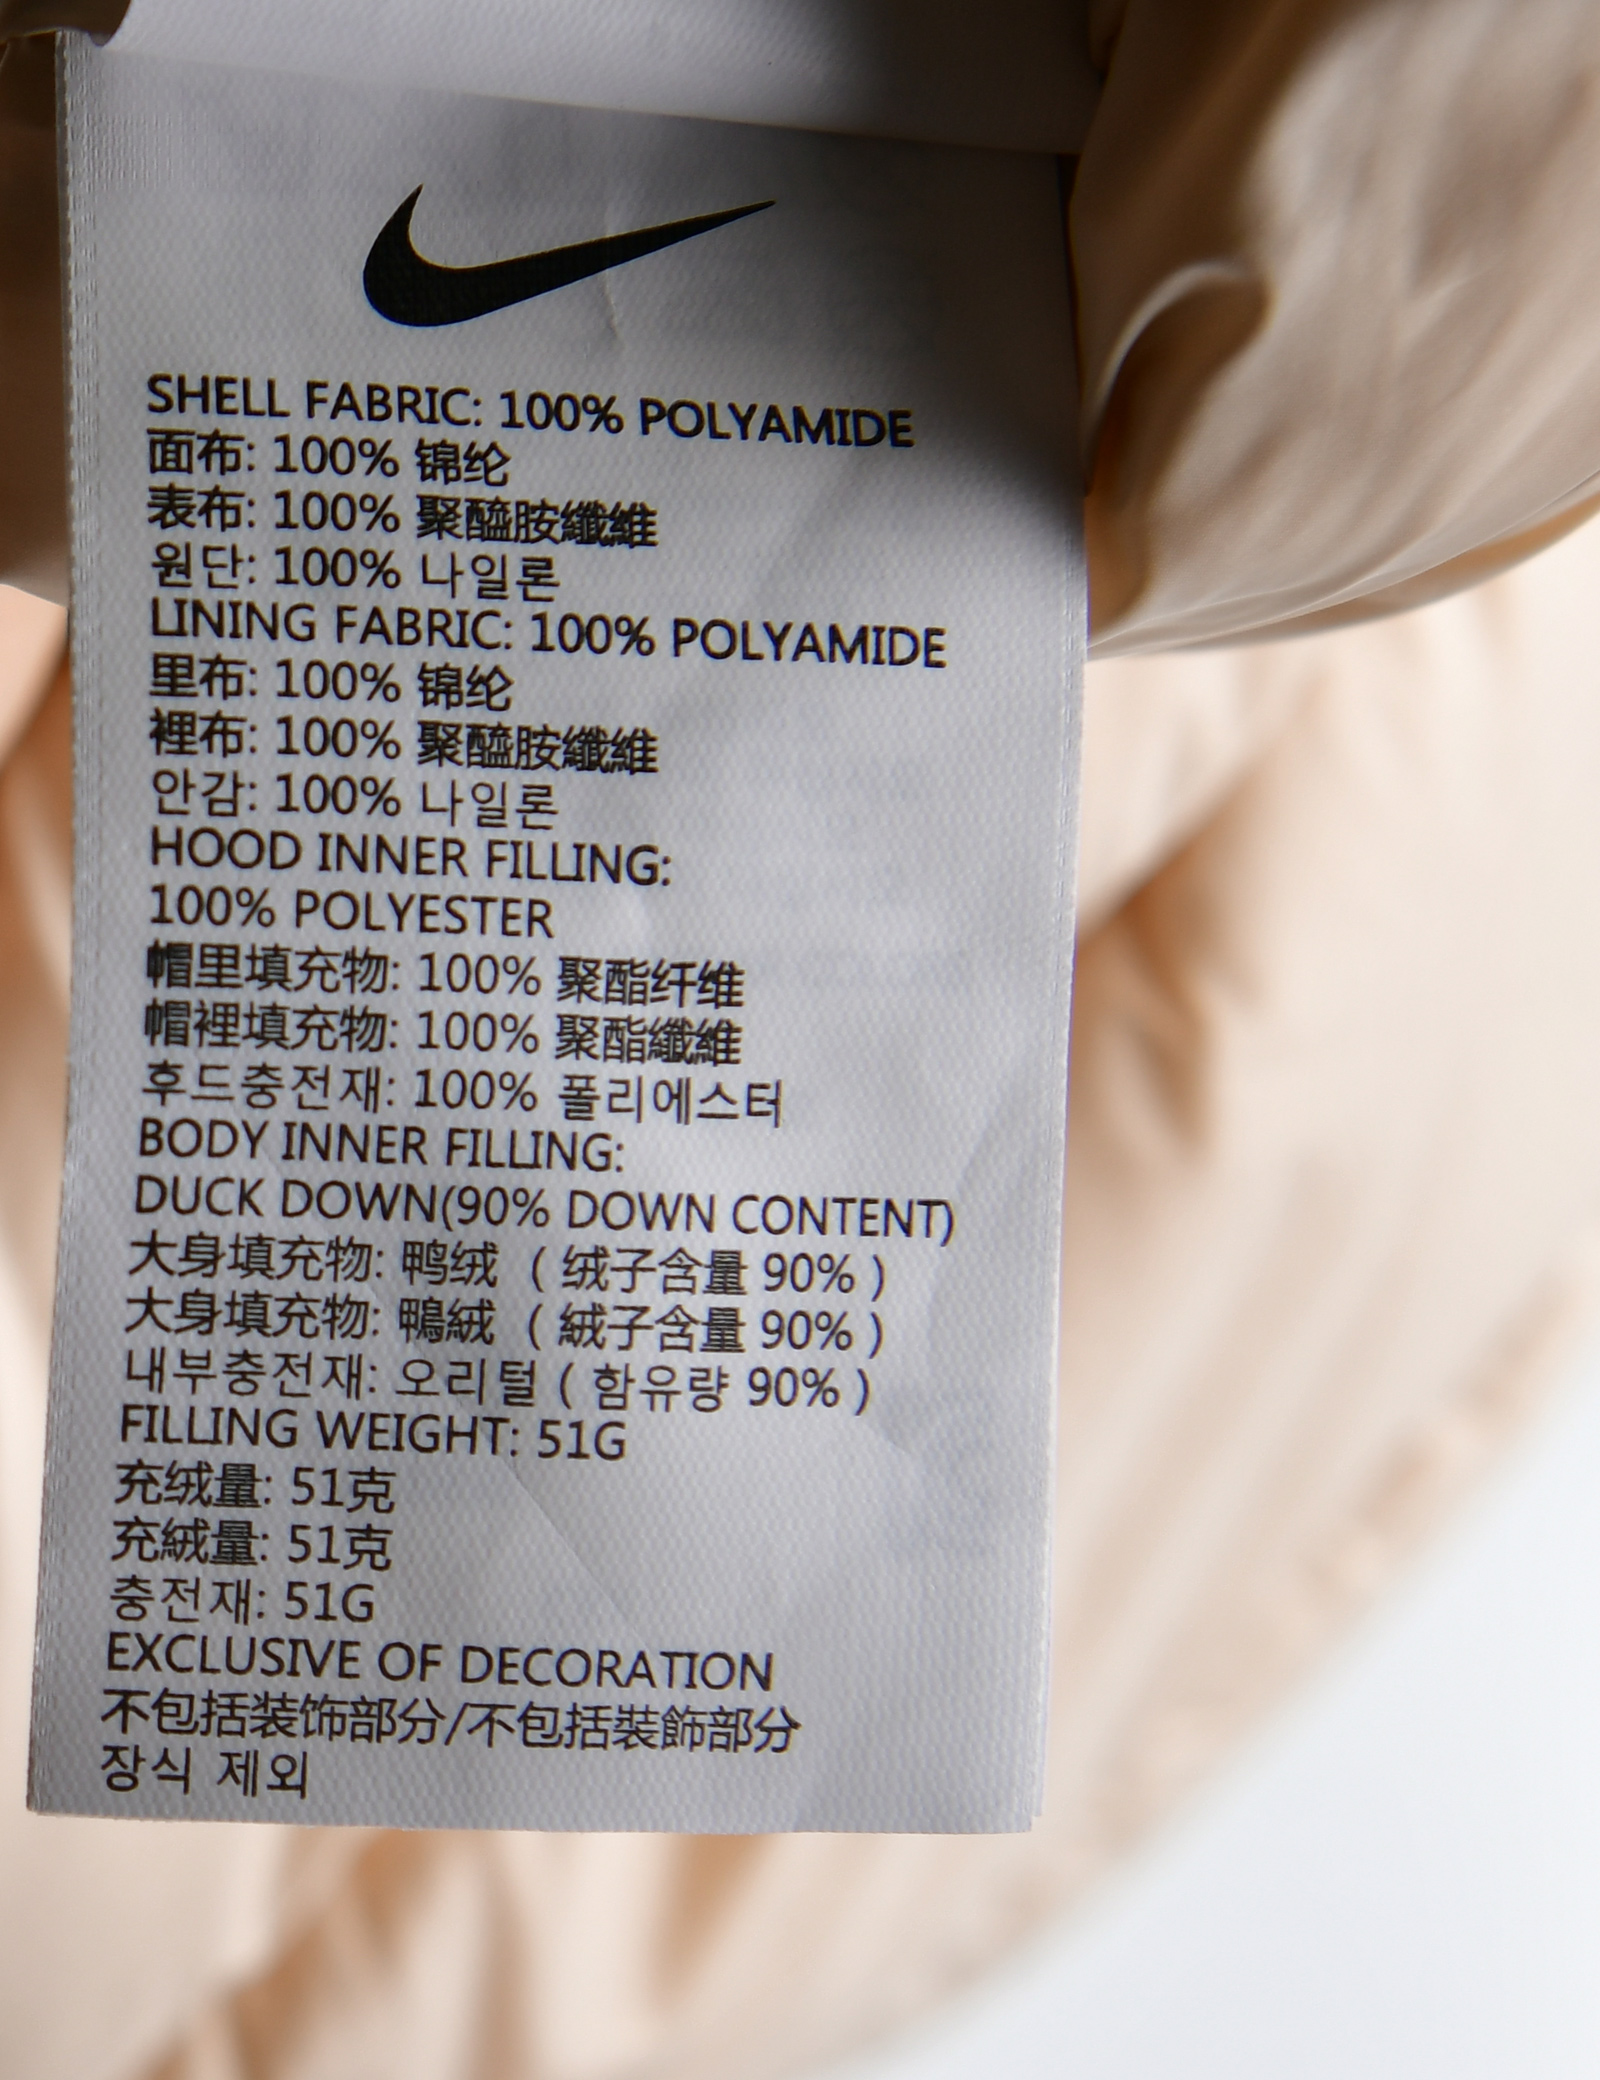 SHELL FABRIC: 100% POLYAMIDE
面布: 100% 锦纶
表布: 100% 聚醯胺纖維
원단: 100% 나일론
LINING FABRIC: 100% POLYAMIDE
里布: 100% 锦纶
裡布: 100% 聚醯胺纖維
안감: 100% 나일론
HOOD INNER FILLING:
100% POLYESTER
帽里填充物: 100% 聚酯纤维
帽裡填充物: 100% 聚酯纖維
후드충전재: 100% 폴리에스터
BODY INNER FILLING:
DUCK DOWN(90% DOWN CONTENT)
大身填充物: 鸭绒 ( 绒子含量 90% )
大身填充物: 鴨絨 ( 絨子含量 90% )
내부충전재: 오리털 ( 함유량 90% )
FILLING WEIGHT: 51G
充绒量: 51克
充絨量: 51克
충전재: 51G
EXCLUSIVE OF DECORATION
不包括装饰部分/不包括裝飾部分
장식 제외